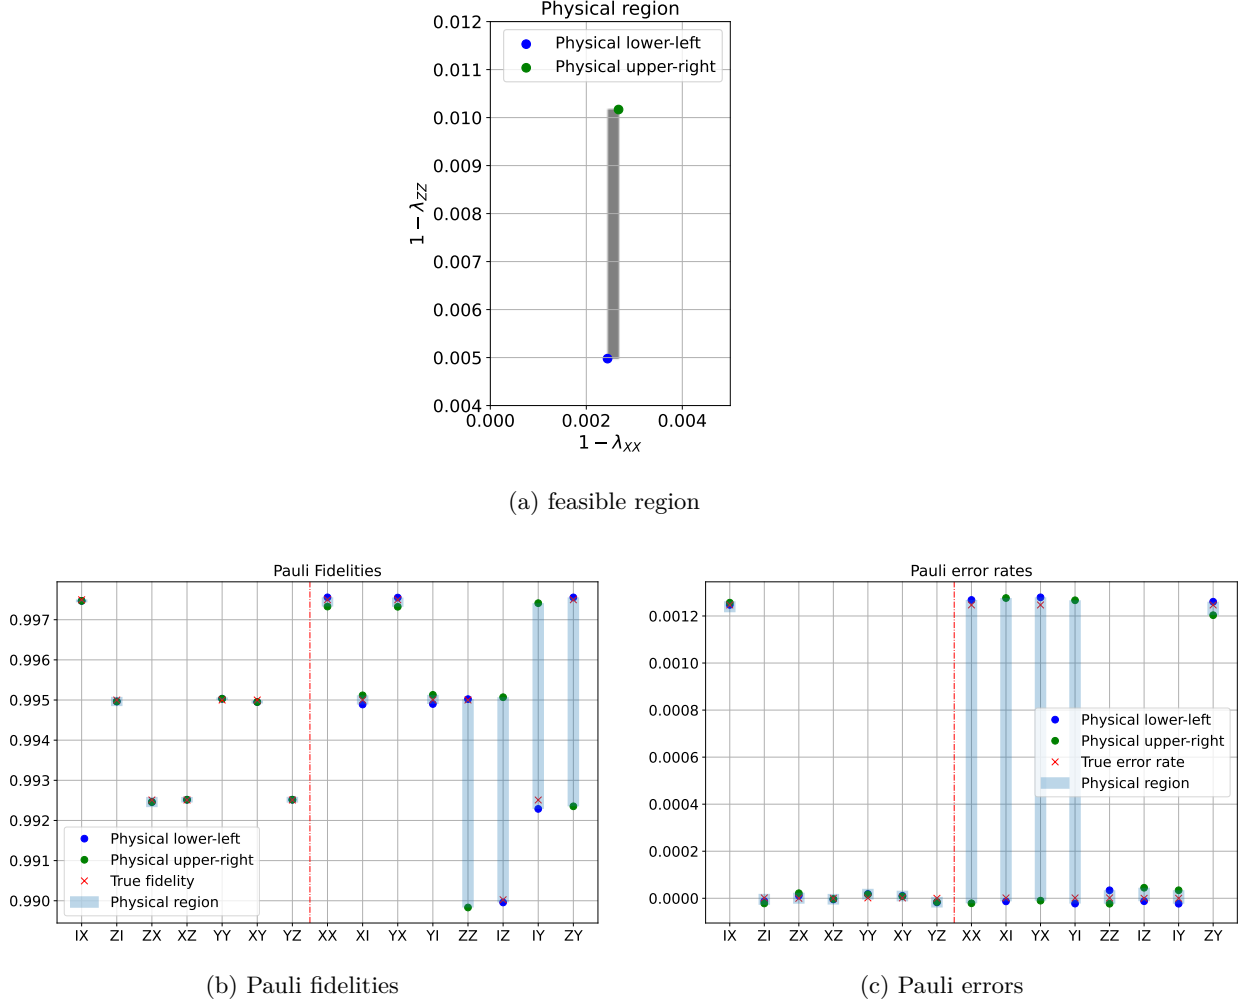 Physical region
0.012
0.011
0.010
0.009
0.008
0.007
0.006
0.005
0.004
1 − λ_ZZ
Physical lower-left
Physical upper-right
0.000 0.002 0.004
1 − λ_XX
(a) feasible region
Pauli Fidelities
0.997
0.996
0.995
0.994
0.993
0.992
0.991
0.990
Physical lower-left
Physical upper-right
True fidelity
Physical region
IX ZI ZX XZ YY XY YZ XX XI YX YI ZZ IZ IY ZY
(b) Pauli fidelities
Pauli error rates
0.0012
0.0010
0.0008
0.0006
0.0004
0.0002
0.0000
Physical lower-left
Physical upper-right
True error rate
Physical region
IX ZI ZX XZ YY XY YZ XX XI YX YI ZZ IZ IY ZY
(c) Pauli errors